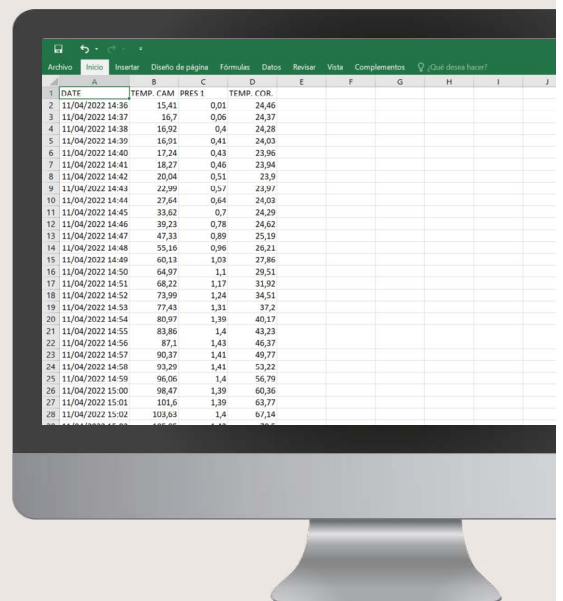 Archivo Inicio Insertar Diseño de página Fórmulas Datos Revisar Vista Complementos ¿Qué desea hacer?
A B C D E F G H I J
1 DATE TEMP. CAM PRES 1 TEMP. COR.
2 11/04/2022 14:36 15,41 0,01 24,46
3 11/04/2022 14:37 16,7 0,06 24,37
4 11/04/2022 14:38 16,92 0,4 24,28
5 11/04/2022 14:39 16,91 0,41 24,03
6 11/04/2022 14:40 17,24 0,43 23,96
7 11/04/2022 14:41 18,27 0,46 23,94
8 11/04/2022 14:42 20,04 0,51 23,9
9 11/04/2022 14:43 22,99 0,57 23,97
10 11/04/2022 14:44 27,64 0,64 24,03
11 11/04/2022 14:45 33,62 0,7 24,29
12 11/04/2022 14:46 39,23 0,78 24,62
13 11/04/2022 14:47 47,33 0,89 25,19
14 11/04/2022 14:48 55,16 0,96 26,21
15 11/04/2022 14:49 60,13 1,03 27,86
16 11/04/2022 14:50 64,97 1,1 29,51
17 11/04/2022 14:51 68,22 1,17 31,92
18 11/04/2022 14:52 73,99 1,24 34,51
19 11/04/2022 14:53 77,43 1,31 37,2
20 11/04/2022 14:54 80,97 1,39 40,17
21 11/04/2022 14:55 83,86 1,4 43,23
22 11/04/2022 14:56 87,1 1,43 46,37
23 11/04/2022 14:57 90,37 1,41 49,77
24 11/04/2022 14:58 93,29 1,41 53,22
25 11/04/2022 14:59 96,06 1,4 56,79
26 11/04/2022 15:00 98,47 1,39 60,36
27 11/04/2022 15:01 101,6 1,39 63,77
28 11/04/2022 15:02 103,63 1,4 67,14